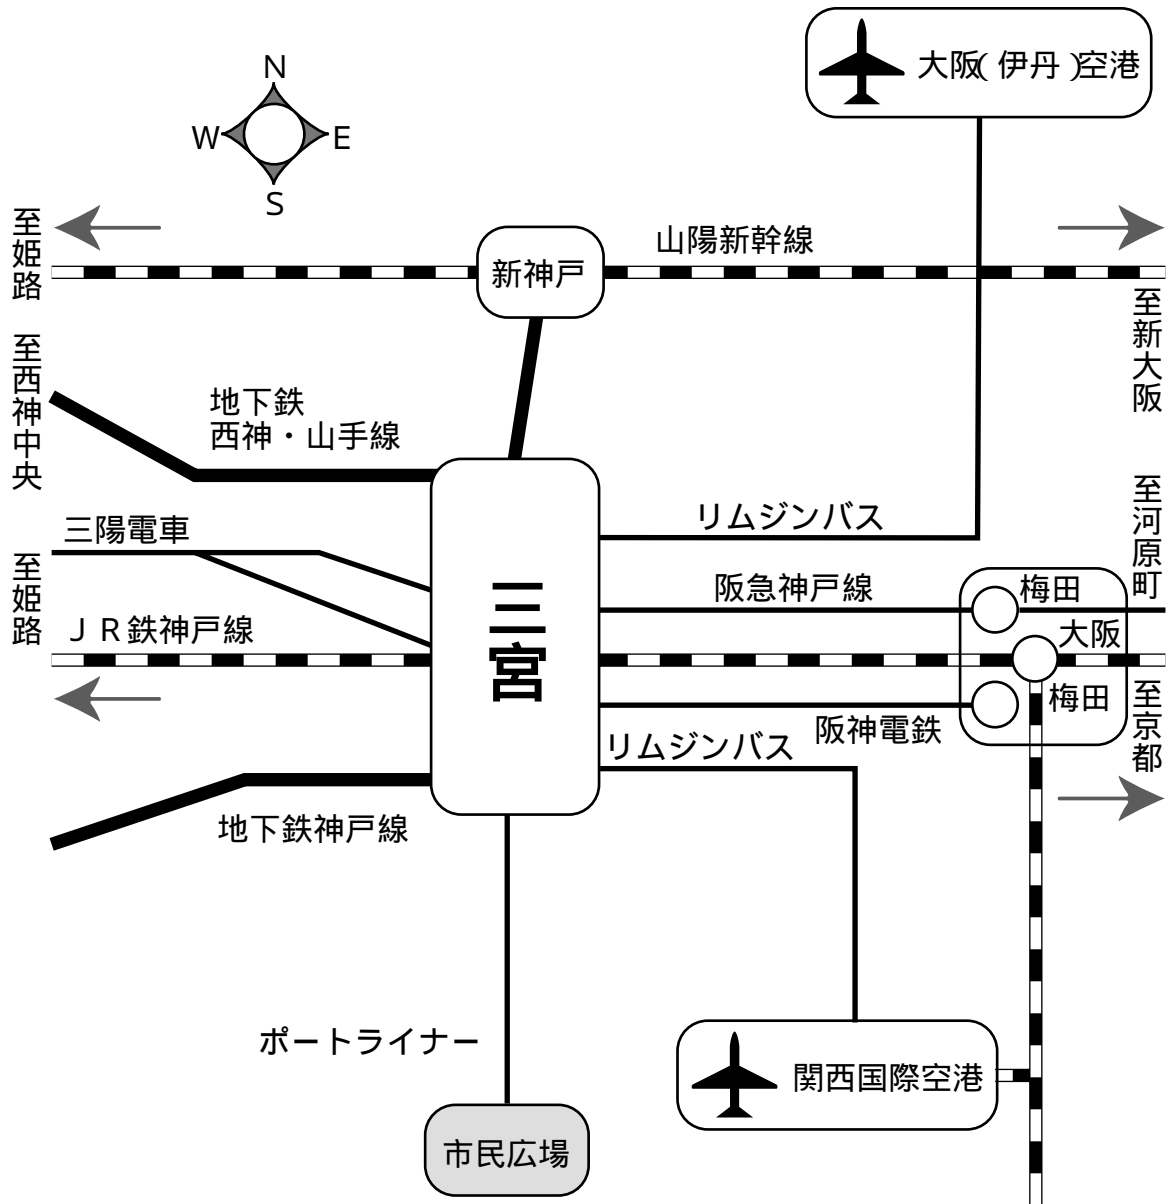 大阪(伊丹)空港
N
W
E
S
至姫路
山陽新幹線
新神戸
至新大阪
至西神中央
地下鉄
西神・山手線
至河原町
リムジンバス
三陽電車
至姫路
阪急神戸線
梅田
三宮
JR鉄神戸線
大阪
梅田
至京都
阪神電鉄
リムジンバス
地下鉄神戸線
ポートライナー
関西国際空港
市民広場